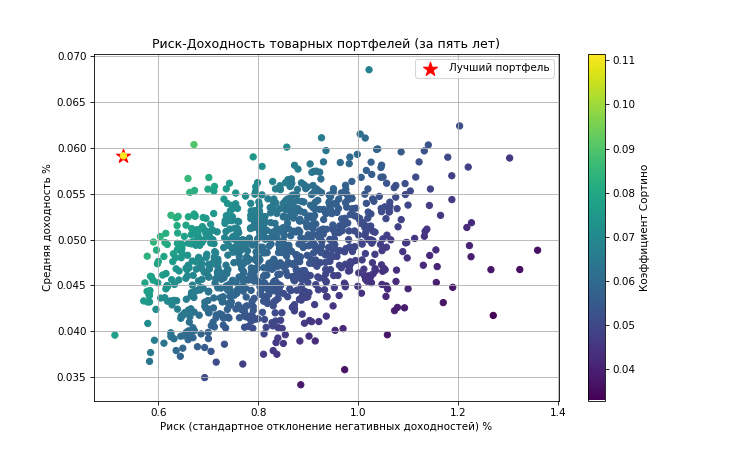 Риск-Доходность товарных портфелей (за пять лет)
Лучший портфель
Средняя доходность %
0.070
0.065
0.060
0.055
0.050
0.045
0.040
0.035
0.6 0.8 1.0 1.2 1.4
Риск (стандартное отклонение негативных доходностей) %
0.11
0.10
0.09
0.08
0.07
0.06
0.05
0.04
Коэффициент Сортино